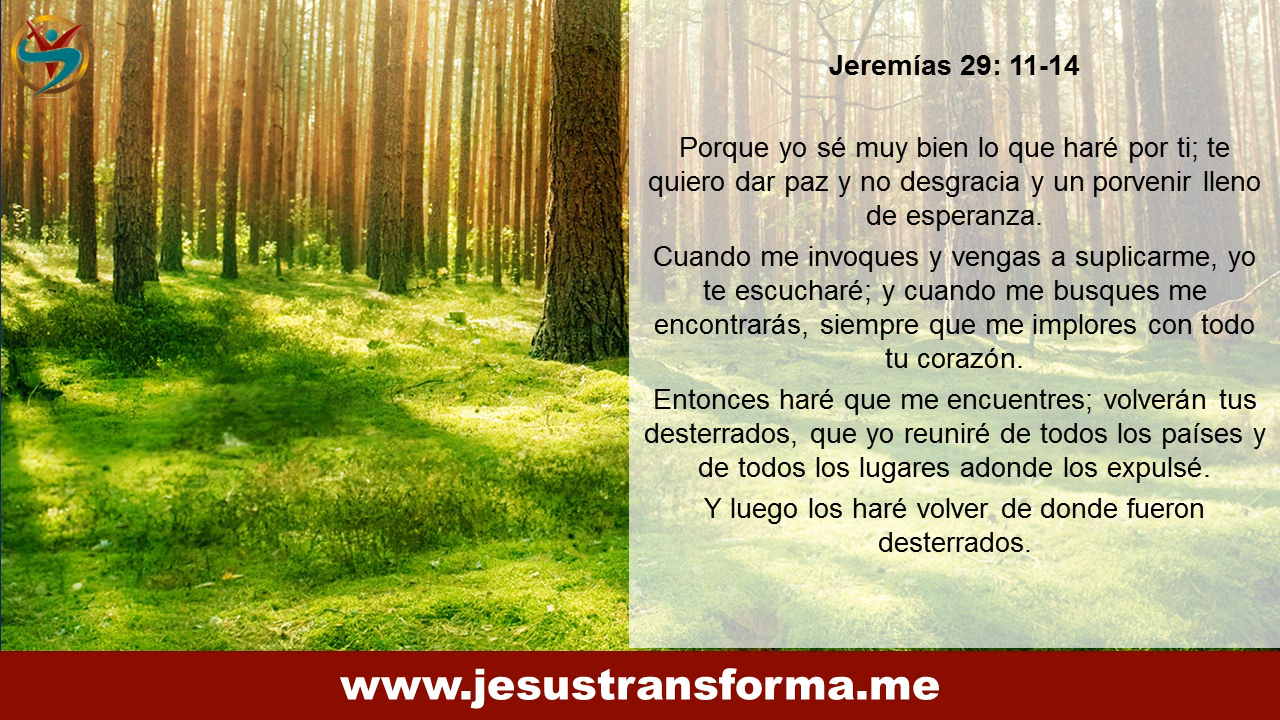 Jeremías 29: 11-14
Porque yo sé muy bien lo que haré por ti; te
quiero dar paz y no desgracia y un porvenir lleno
de esperanza.
Cuando me invoques y vengas a suplicarme, yo
te escucharé; y cuando me busques me
encontrarás, siempre que me implores con todo
tu corazón.
Entonces haré que me encuentres; volverán tus
desterrados, que yo reuniré de todos los países y
de todos los lugares adonde los expulsé.
Y luego los haré volver de donde fueron
desterrados.
www.jesustransforma.me